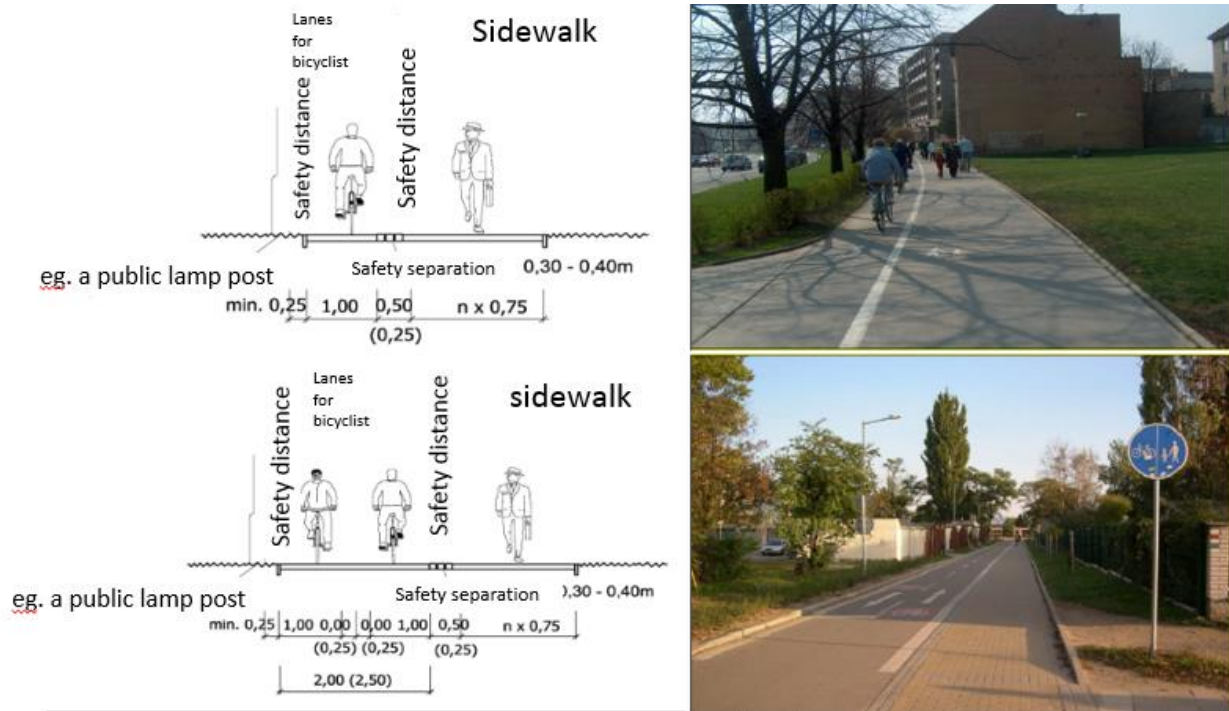 Lanes
for
bicyclist
Sidewalk
Safety distance
Safety distance
eg. a public lamp post
Safety separation
0,30 - 0,40m
min. 0,25 1,00 0,50 n x 0,75
(0,25)
Lanes
for
bicyclist
sidewalk
Safety distance
Safety distance
eg. a public lamp post
Safety separation
),30 - 0,40m
min. 0,25 1,00 0,00 0,00 1,00 0,50 n x 0,75
(0,25) (0,25) (0,25)
2,00 (2,50)